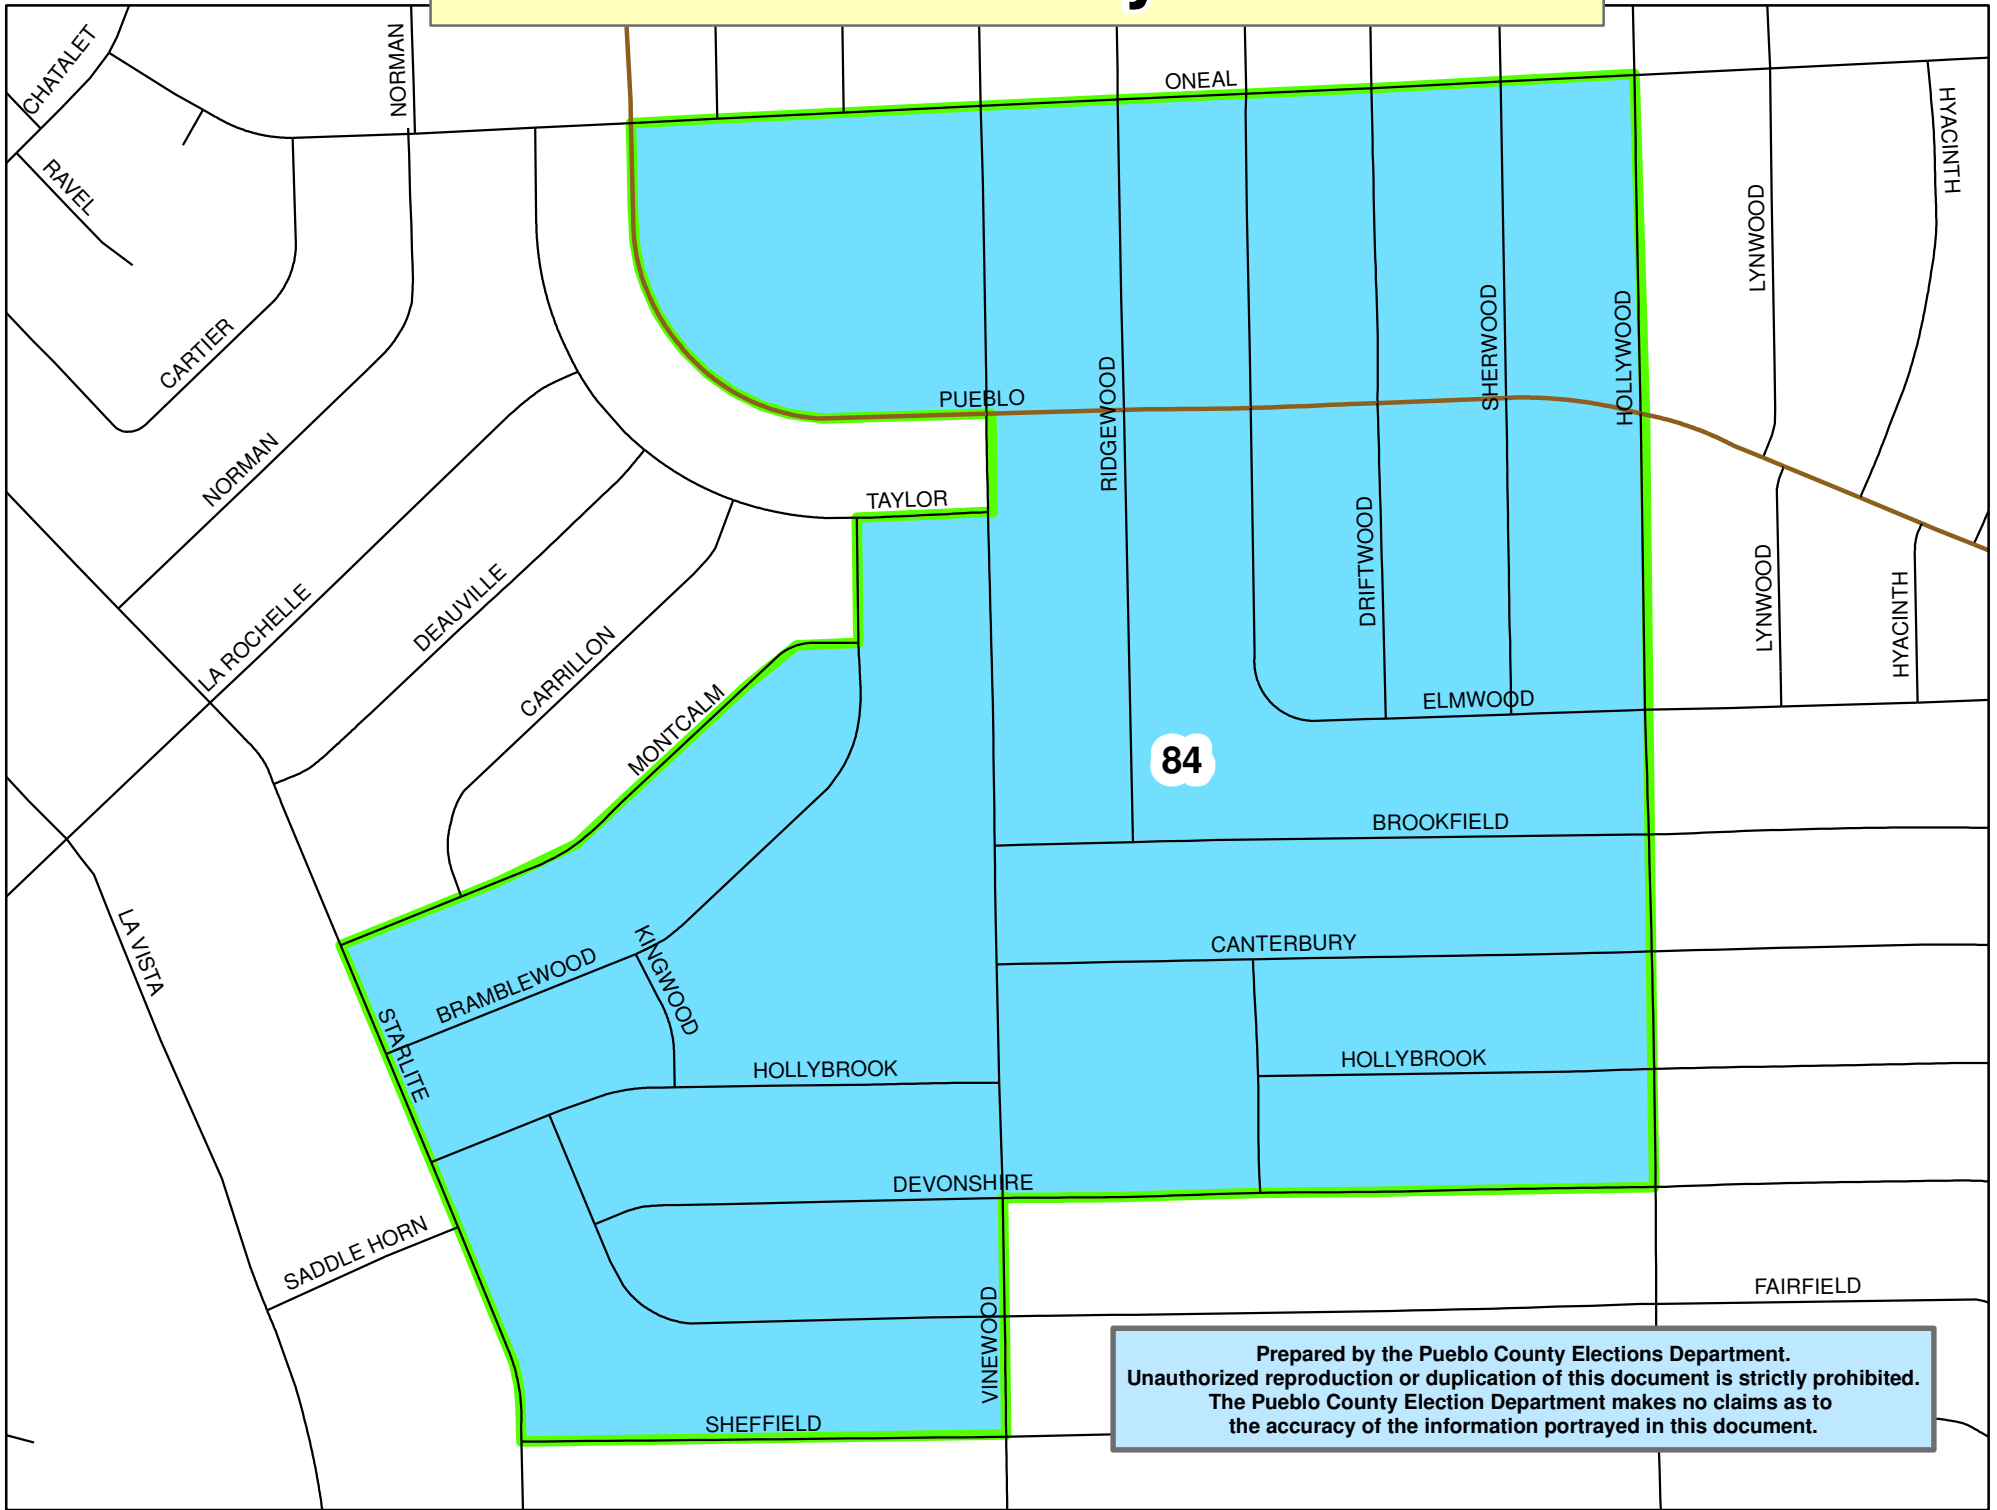 CHATALET
NORMAN
ONEAL
HYACINTH
RAVEL
LYNWOOD
SHERWOOD
HOLLYWOOD
CARTIER
PUEBLO
RIDGEWOOD
NORMAN
TAYLOR
DRIFTWOOD
LYNWOOD
HYACINTH
LA ROCHELLE
DEAUVILLE
CARRILLON
MONTCALM
ELMWOOD
84
BROOKFIELD
LA VISTA
CANTERBURY
BRAMBLEWOOD
KINGWOOD
STARLITE
HOLLYBROOK
HOLLYBROOK
DEVONSHIRE
SADDLE HORN
FAIRFIELD
VINEWOOD
SHEFFIELD
Prepared by the Pueblo County Elections Department.
Unauthorized reproduction or duplication of this document is strictly prohibited.
The Pueblo County Election Department makes no claims as to
the accuracy of the information portrayed in this document.